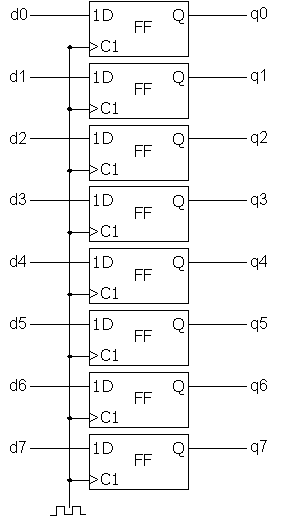 d0 1D FF Q q0
C1
d1 1D FF Q q1
C1
d2 1D FF Q q2
C1
d3 1D FF Q q3
C1
d4 1D FF Q q4
C1
d5 1D FF Q q5
C1
d6 1D FF Q q6
C1
d7 1D FF Q q7
C1